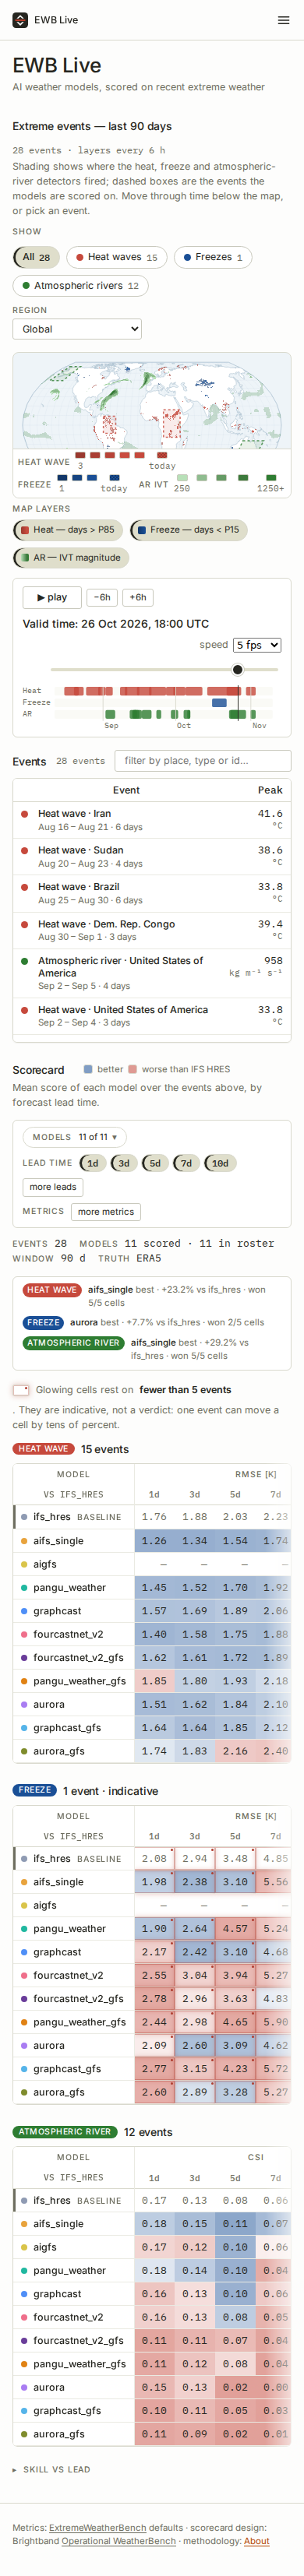 EWB Live
EWB Live
AI weather models, scored on recent extreme weather
Extreme events — last 90 days
28 events · layers every 6 h
Shading shows where the heat, freeze and atmospheric-
river detectors fired; dashed boxes are the events the
models are scored on. Move through time below the map,
or pick an event.
SHOW
All 28
Heat waves 15
Freezes 1
Atmospheric rivers 12
REGION
Global
HEAT WAVE
3 today
FREEZE
1 today
AR IVT
250 1250+
MAP LAYERS
Heat — days > P85
Freeze — days < P15
AR — IVT magnitude
▶ play
−6h
+6h
Valid time: 26 Oct 2026, 18:00 UTC
speed 5 fps
Heat
Freeze
AR
Sep Oct Nov
Events 28 events filter by place, type or id...
Event Peak
Heat wave · Iran 41.6
Aug 16 – Aug 21 · 6 days °C
Heat wave · Sudan 38.6
Aug 20 – Aug 23 · 4 days °C
Heat wave · Brazil 33.8
Aug 25 – Aug 30 · 6 days °C
Heat wave · Dem. Rep. Congo 39.4
Aug 30 – Sep 1 · 3 days °C
Atmospheric river · United States of 958
America kg m⁻¹ s⁻¹
Sep 2 – Sep 5 · 4 days
Heat wave · United States of America 33.8
Sep 2 – Sep 4 · 3 days °C
Scorecard better worse than IFS HRES
Mean score of each model over the events above, by
forecast lead time.
MODELS 11 of 11 ▾
LEAD TIME 1d 3d 5d 7d 10d
more leads
METRICS more metrics
EVENTS 28 MODELS 11 scored · 11 in roster
WINDOW 90 d TRUTH ERA5
HEAT WAVE aifs_single best · +23.2% vs ifs_hres · won
5/5 cells
FREEZE aurora best · +7.7% vs ifs_hres · won 2/5 cells
ATMOSPHERIC RIVER aifs_single best · +29.2% vs
ifs_hres · won 5/5 cells
Glowing cells rest on fewer than 5 events
. They are indicative, not a verdict: one event can move a
cell by tens of percent.
HEAT WAVE 15 events
MODEL RMSE [K]
VS IFS_HRES 1d 3d 5d 7d
ifs_hres BASELINE 1.76 1.88 2.03 2.23
aifs_single 1.26 1.34 1.54 1.74
aigfs — — — —
pangu_weather 1.45 1.52 1.70 1.92
graphcast 1.57 1.69 1.89 2.06
fourcastnet_v2 1.40 1.58 1.75 1.88
fourcastnet_v2_gfs 1.62 1.61 1.72 1.89
pangu_weather_gfs 1.85 1.80 1.93 2.18
aurora 1.51 1.62 1.84 2.10
graphcast_gfs 1.64 1.64 1.85 2.12
aurora_gfs 1.74 1.83 2.16 2.40
FREEZE 1 event · indicative
MODEL RMSE [K]
VS IFS_HRES 1d 3d 5d 7d
ifs_hres BASELINE 2.08 2.94 3.48 4.85
aifs_single 1.98 2.38 3.10 5.56
aigfs — — — —
pangu_weather 1.90 2.64 4.57 5.24
graphcast 2.17 2.42 3.10 4.68
fourcastnet_v2 2.55 3.04 3.94 5.27
fourcastnet_v2_gfs 2.78 2.96 3.63 4.83
pangu_weather_gfs 2.44 2.98 4.65 5.90
aurora 2.09 2.60 3.09 4.62
graphcast_gfs 2.77 3.15 4.23 5.72
aurora_gfs 2.60 2.89 3.28 5.27
ATMOSPHERIC RIVER 12 events
MODEL CSI
VS IFS_HRES 1d 3d 5d 7d
ifs_hres BASELINE 0.17 0.13 0.08 0.06
aifs_single 0.18 0.15 0.11 0.07
aigfs 0.17 0.12 0.10 0.06
pangu_weather 0.18 0.14 0.10 0.04
graphcast 0.16 0.13 0.10 0.06
fourcastnet_v2 0.16 0.13 0.08 0.05
fourcastnet_v2_gfs 0.11 0.11 0.07 0.04
pangu_weather_gfs 0.11 0.12 0.08 0.04
aurora 0.15 0.13 0.02 0.00
graphcast_gfs 0.10 0.11 0.05 0.03
aurora_gfs 0.11 0.09 0.02 0.01
▸ SKILL VS LEAD
Metrics: ExtremeWeatherBench defaults · scorecard design:
Brightband Operational WeatherBench · methodology: About